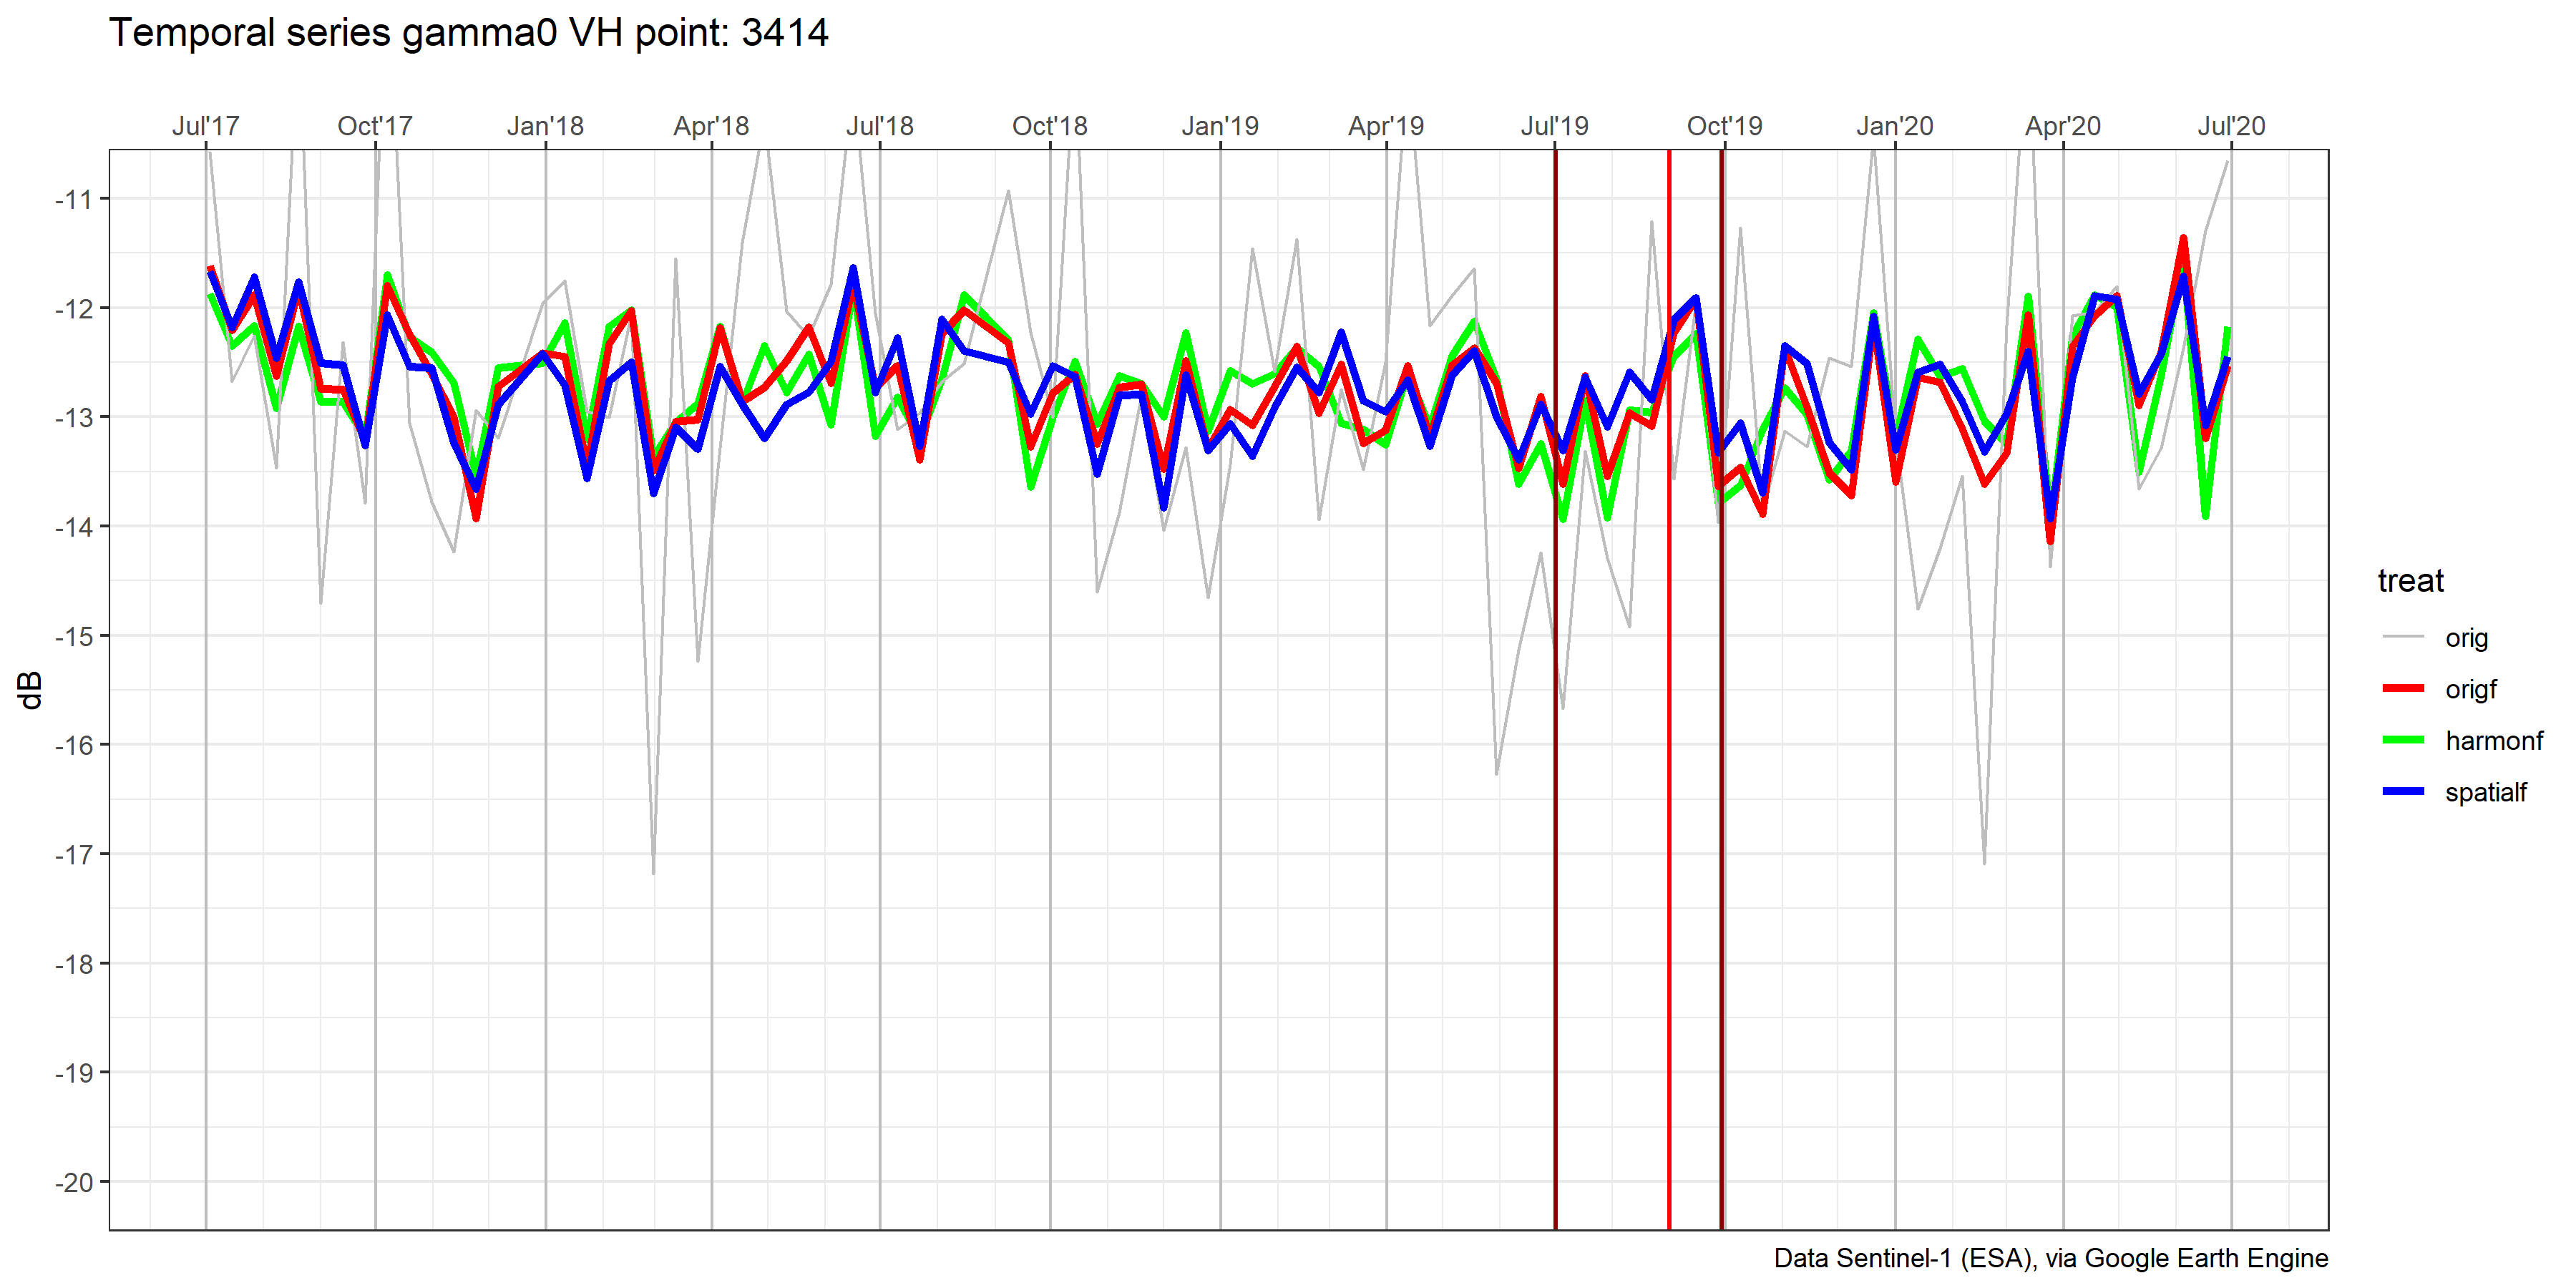 Temporal series gamma0 VH point: 3414
Jul'17 Oct'17 Jan'18 Apr'18 Jul'18 Oct'18 Jan'19 Apr'19 Jul'19 Oct'19 Jan'20 Apr'20 Jul'20
-11
-12
-13
-14
-15
-16
-17
-18
-19
-20
dB
treat
orig
origf
harmonf
spatialf
Data Sentinel-1 (ESA), via Google Earth Engine